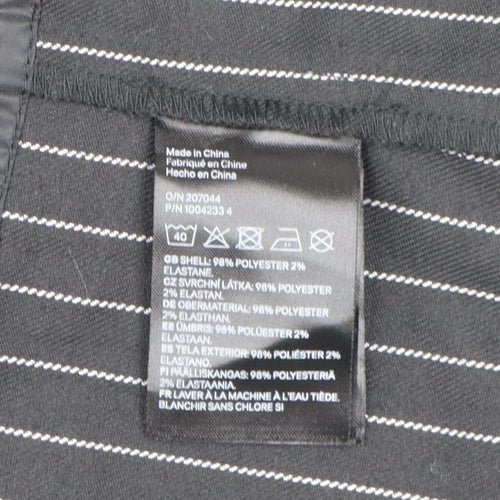 Made in China
Fabriqué en Chine
Hecho en China
O/N 207044
P/N 1004233 4
40
GB SHELL: 98% POLYESTER 2%
ELASTANE.
CZ SVRCHNÍ LÁTKA: 98% POLYESTER
2% ELASTAN.
DE OBERMATERIAL: 98% POLYESTER
2% ELASTHAN.
EE ÜMBRIS: 98% POLÜESTER 2%
ELASTAAN.
ES TELA EXTERIOR: 98% POLIÉSTER 2%
ELASTANO.
FI PÄÄLLISKANGAS: 98% POLYESTERIÄ
2% ELASTAANIA.
FR LAVER À LA MACHINE À L'EAU TIÈDE.
BLANCHIR SANS CHLORE SI